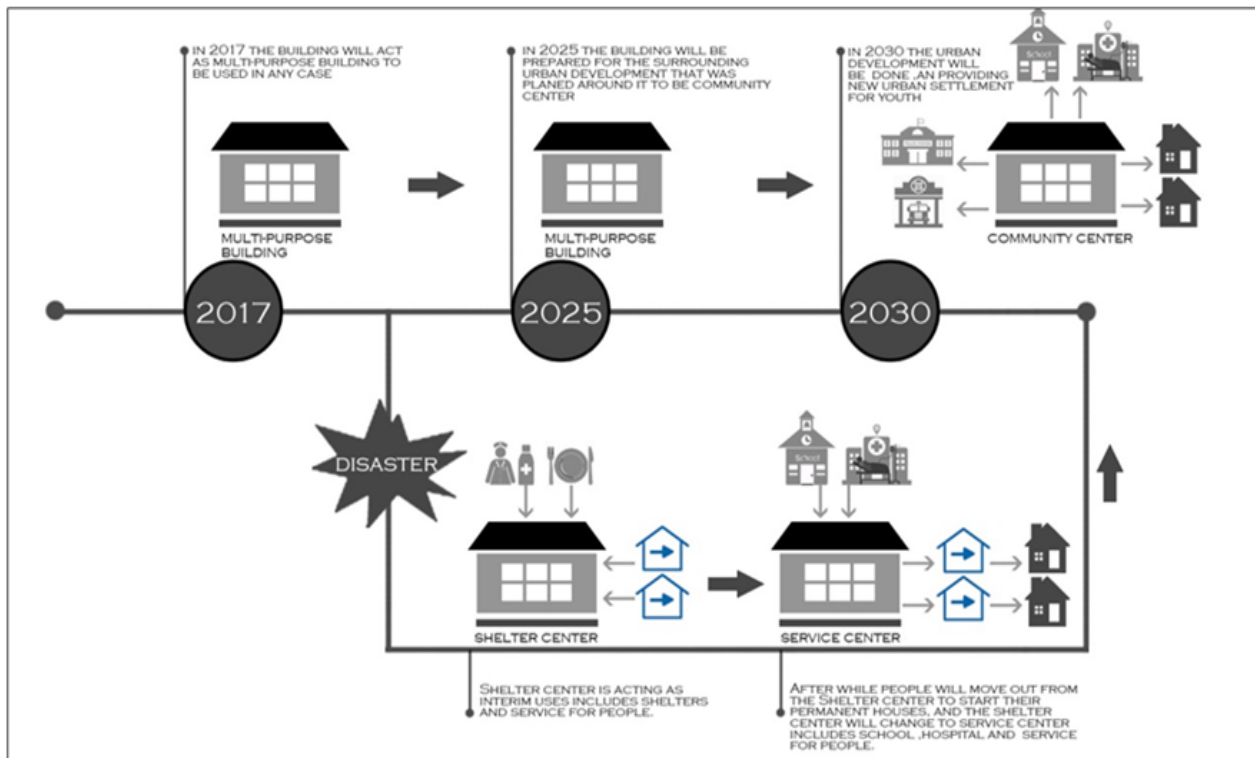 IN 2017 THE BUILDING WILL ACT
AS MULTI-PURPOSE BUILDING TO
BE USED IN ANY CASE
IN 2025 THE BUILDING WILL BE
PREPARED FOR THE SURROUNDING
URBAN DEVELOPMENT THAT WAS
PLANED AROUND IT TO BE COMMUNITY
CENTER
IN 2030 THE URBAN
DEVELOPMENT WILL
BE DONE ,AN PROVIDING
NEW URBAN SETTLEMENT
FOR YOUTH
School
MULTI-PURPOSE
BUILDING
MULTI-PURPOSE
BUILDING
COMMUNITY CENTER
2017
2025
2030
DISASTER
School
SHELTER CENTER
SERVICE CENTER
SHELTER CENTER IS ACTING AS
INTERIM USES INCLUDES SHELTERS
AND SERVICE FOR PEOPLE.
AFTER WHILE PEOPLE WILL MOVE OUT FROM
THE SHELTER CENTER TO START THEIR
PERMANENT HOUSES, AND THE SHELTER
CENTER WILL CHANGE TO SERVICE CENTER
INCLUDES SCHOOL ,HOSPITAL AND SERVICE
FOR PEOPLE.